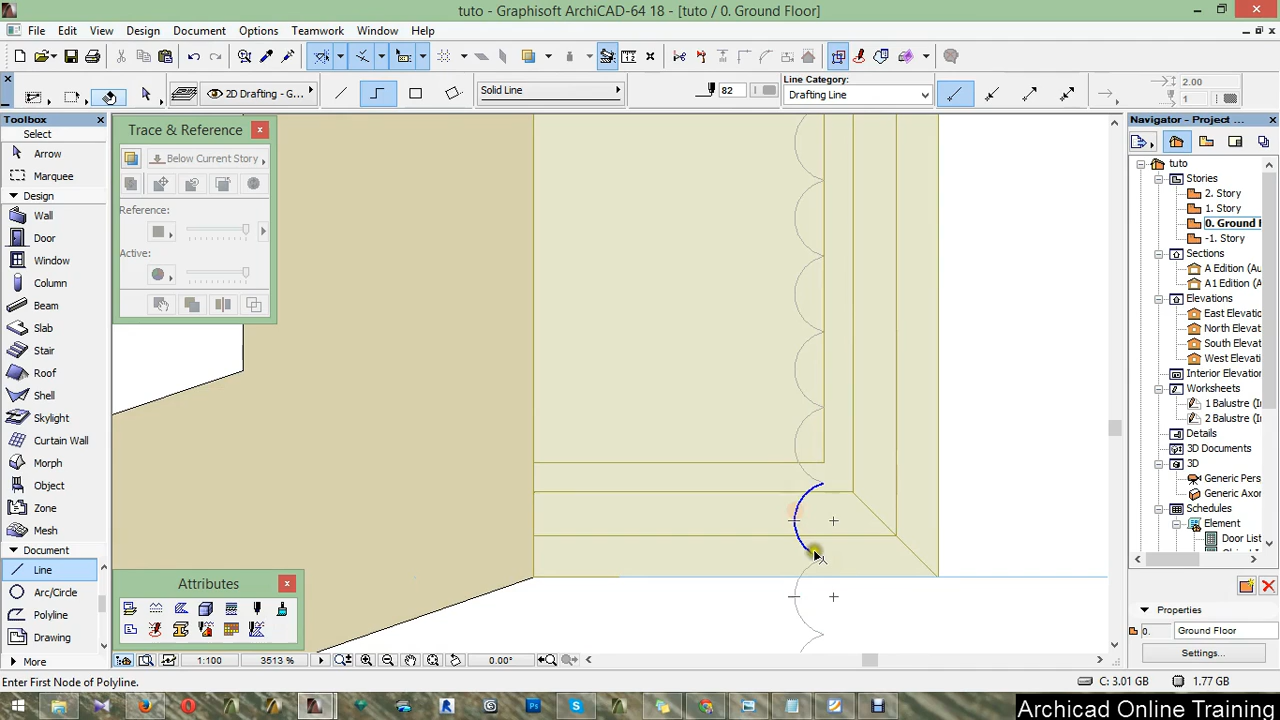 tuto - Graphisoft ArchiCAD-64 18 - [tuto / 0. Ground Floor]
File Edit View Design Document Options Teamwork Window Help
2D Drafting - G...
Solid Line
82
Line Category:
Drafting Line
2.00
1
Toolbox
Select
Arrow
Marquee
Design
Wall
Door
Window
Column
Beam
Slab
Stair
Roof
Shell
Skylight
Curtain Wall
Morph
Object
Zone
Mesh
Document
Line
Arc/Circle
Polyline
Drawing
More
Trace & Reference
Below Current Story
Reference:
Active:
Attributes
Navigator - Project ...
tuto
Stories
2. Story
1. Story
0. Ground F
-1. Story
Sections
A Edition (Au
A1 Edition (A
Elevations
East Elevatio
North Elevat
South Elevat
West Elevati
Interior Elevation
Worksheets
1 Balustre (I
2 Balustre (I
Details
3D Documents
3D
Generic Pers
Generic Axon
Schedules
Element
Door List
Properties
0. Ground Floor
Settings...
1:100 3513 % 0.00°
Enter First Node of Polyline.
C: 3.01 GB 1.77 GB
Archicad Online Training